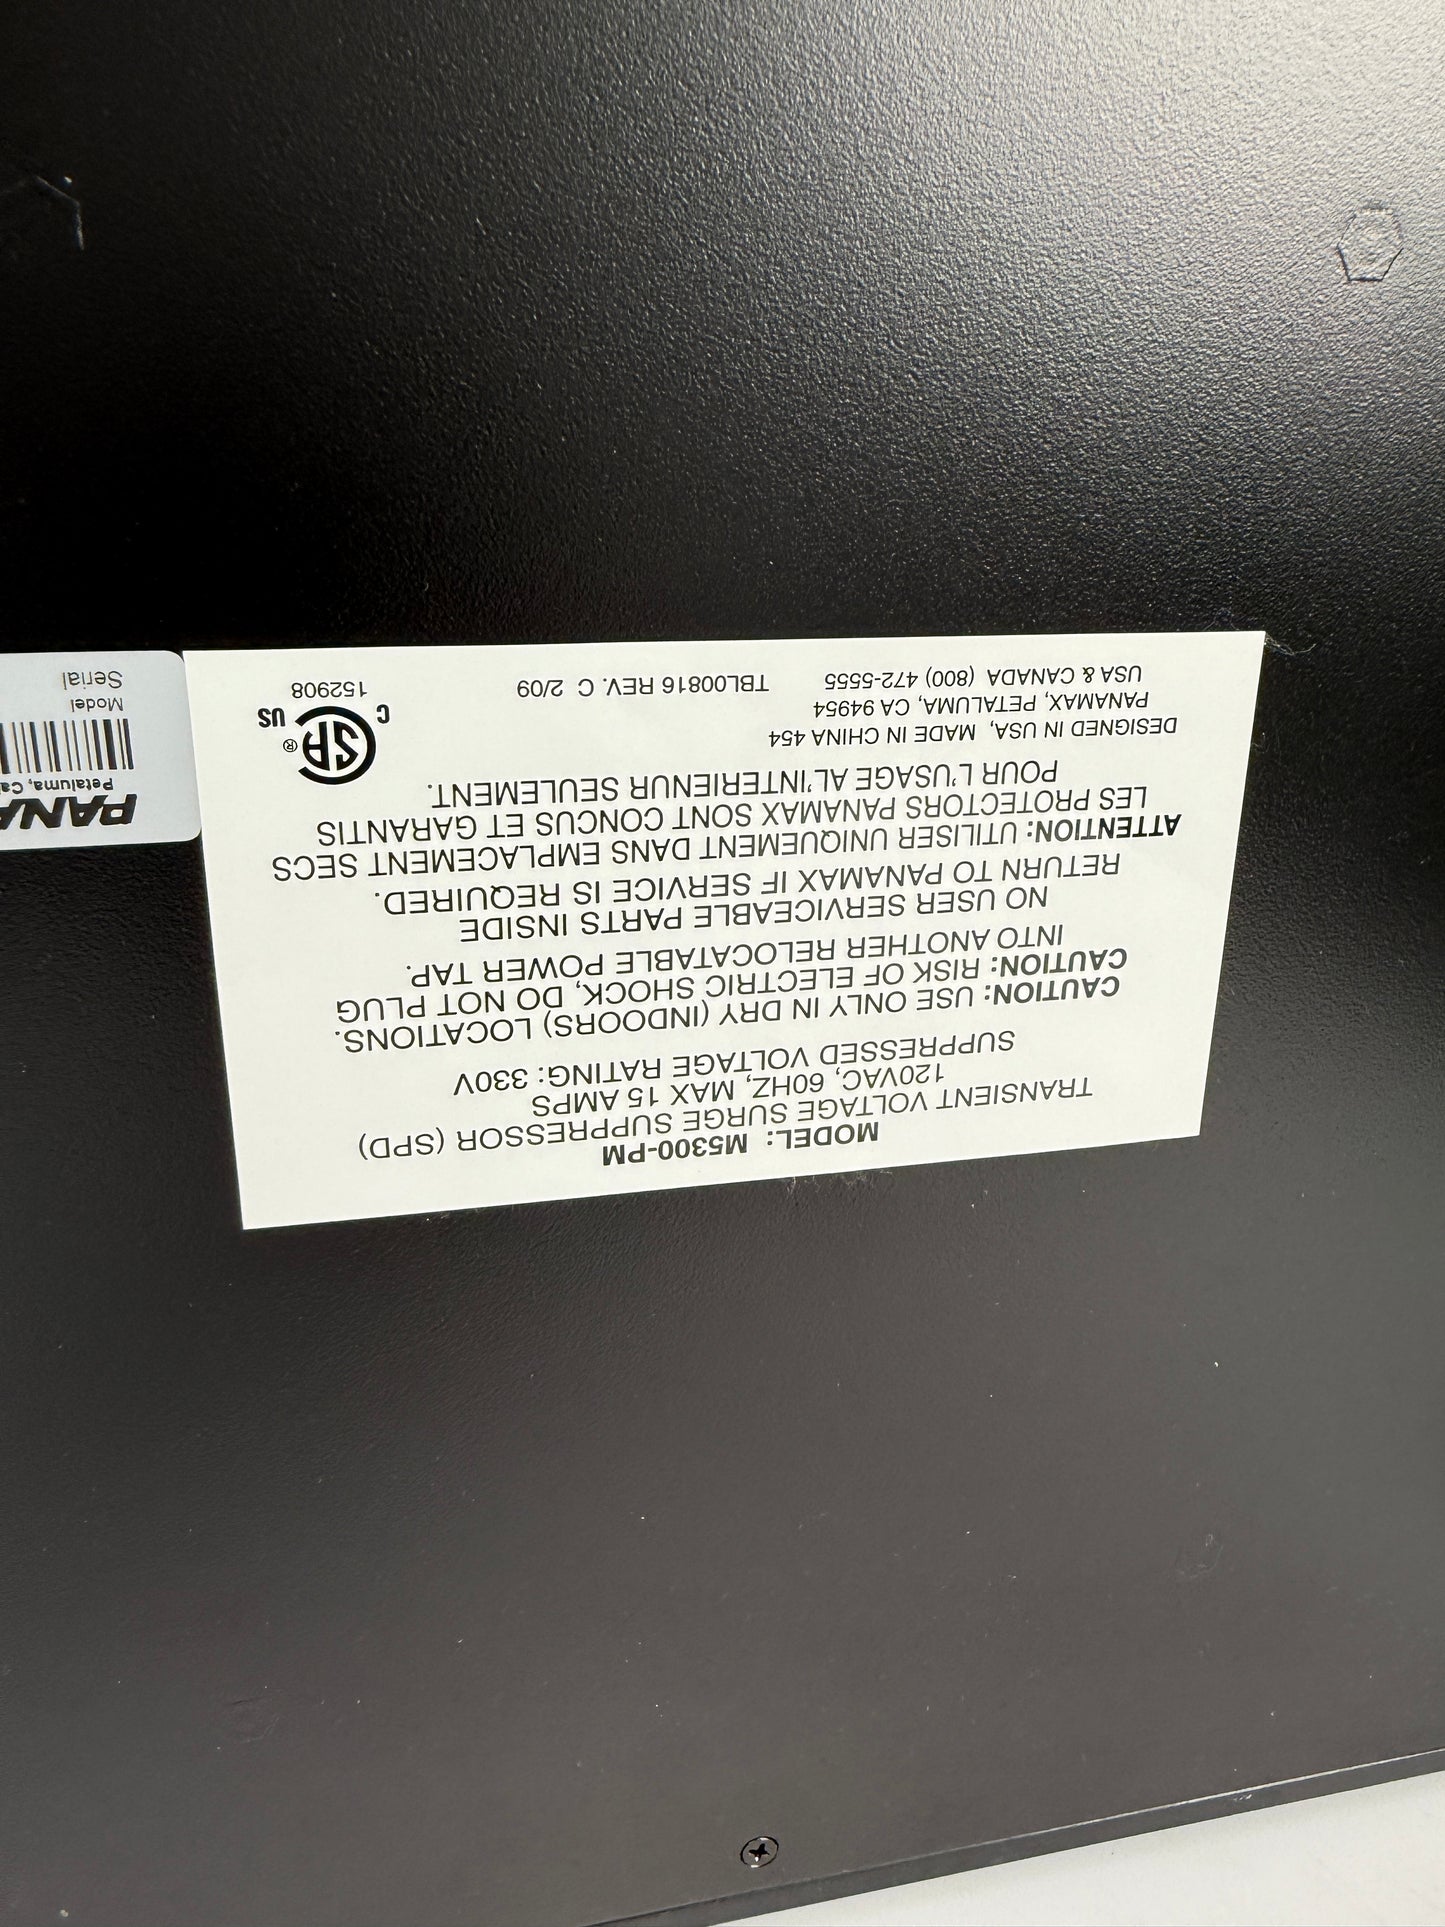 MODEL: M5300-PM
TRANSIENT VOLTAGE SURGE SUPPRESSOR (SPD)
120VAC, 60HZ, MAX 15 AMPS
SUPPRESSED VOLTAGE RATING: 330V
CAUTION: USE ONLY IN DRY (INDOORS) LOCATIONS.
CAUTION: RISK OF ELECTRIC SHOCK, DO NOT PLUG
INTO ANOTHER RELOCATABLE POWER TAP.
NO USER SERVICEABLE PARTS INSIDE
RETURN TO PANAMAX IF SERVICE IS REQUIRED.
ATTENTION: UTILISER UNIQUEMENT DANS EMPLACEMENT SECS
LES PROTECTORS PANAMAX SONT CONCUS ET GARANTIS
POUR L'USAGE AL'INTERIENUR SEULEMENT.
DESIGNED IN USA, MADE IN CHINA 454
PANAMAX, PETALUMA, CA 94954
USA & CANADA (800) 472-5555 TBL00816 REV. C 2/09
C SA ® US
152908
PANA
Petaluma, Ca
Model
Serial